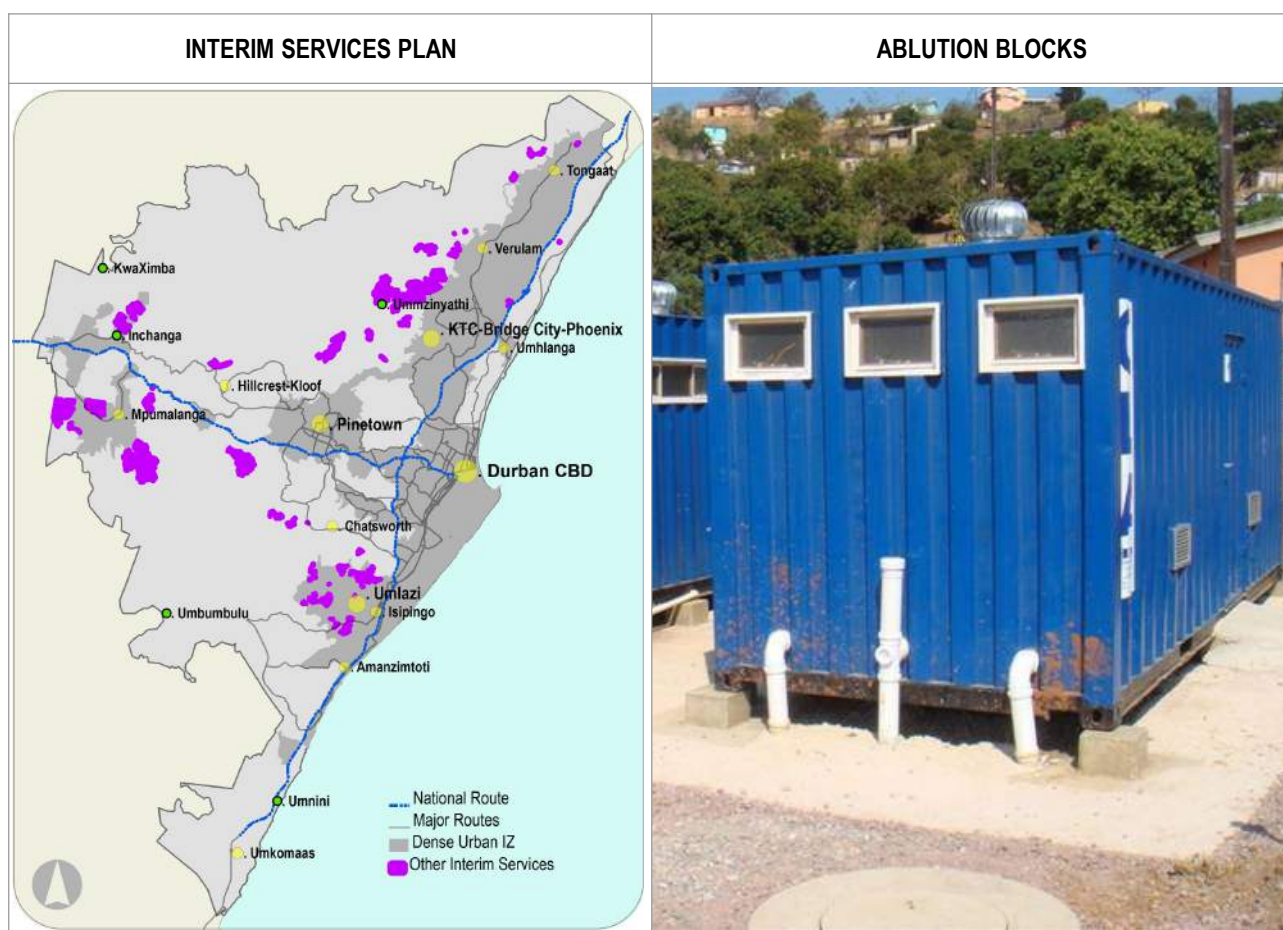 INTERIM SERVICES PLAN
ABLUTION BLOCKS
Tongaat
Verulam
KwaXimba
Ummzinyathi
KTC-Bridge City-Phoenix
Inchanga
Umhlanga
Hillcrest-Kloof
Mpumalanga
Pinetown
Durban CBD
Chatsworth
Umlazi
Isipingo
Umbumbulu
Amanzimtoti
Umnini
Umkomaas
National Route
Major Routes
Dense Urban IZ
Other Interim Services